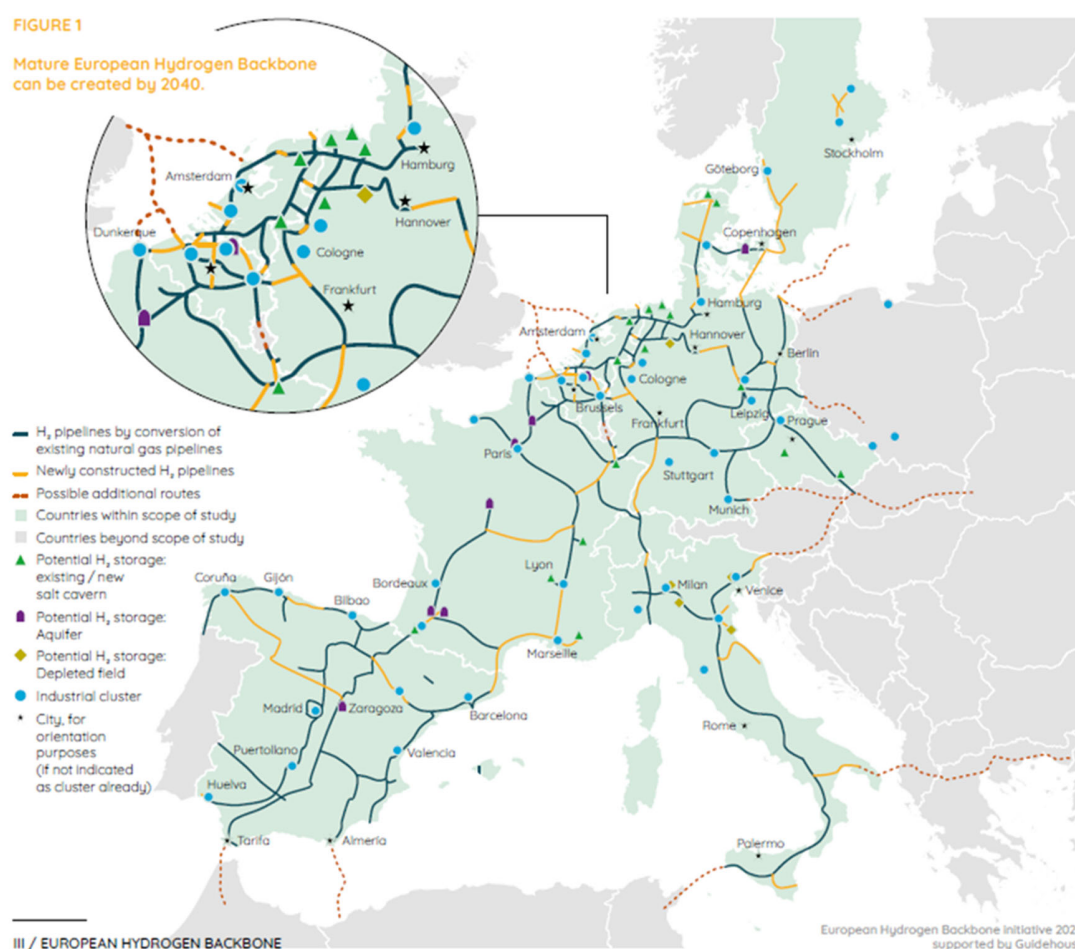 FIGURE 1
Mature European Hydrogen Backbone
can be created by 2040.
Amsterdam
Hamburg
Hannover
Dunkerque
Cologne
Frankfurt
Stockholm
Göteborg
Copenhagen
Hamburg
Amsterdam
Hannover
Berlin
Cologne
Brussels
Leipzig
Frankfurt
Prague
Paris
Stuttgart
Munich
H₂ pipelines by conversion of
existing natural gas pipelines
Newly constructed H₂ pipelines
Possible additional routes
Countries within scope of study
Countries beyond scope of study
Potential H₂ storage:
existing / new
salt cavern
Potential H₂ storage:
Aquifer
Potential H₂ storage:
Depleted field
Industrial cluster
City, for
orientation
purposes
(if not indicated
as cluster already)
Coruña
Gijón
Bilbao
Bordeaux
Lyon
Milan
Venice
Marseille
Madrid
Zaragoza
Barcelona
Rome
Puertollano
Valencia
Huelva
Tarifa
Almeria
Palermo
III / EUROPEAN HYDROGEN BACKBONE
European Hydrogen Backbone initiative 202
supported by Guidehous